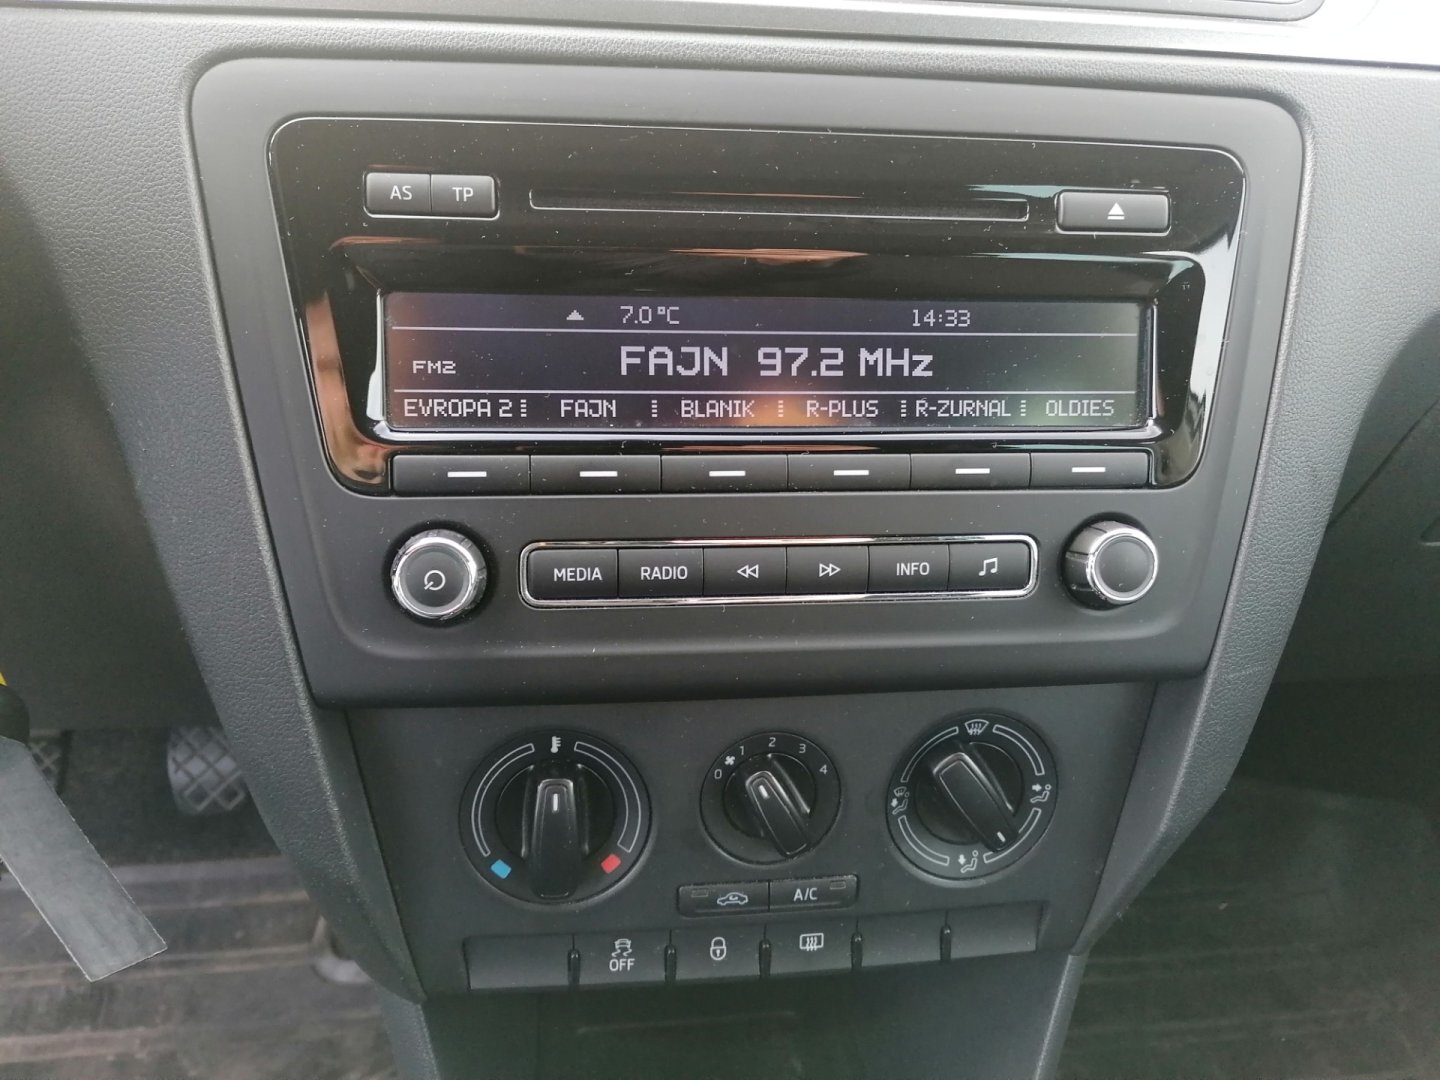 AS TP
7.0 °C 14:33
FM2 FAJN 97.2 MHz
EVROPA 2 FAJN BLANIK R-PLUS R-ZURNAL OLDIES
MEDIA RADIO INFO
0 1 2 3 4
A/C
OFF